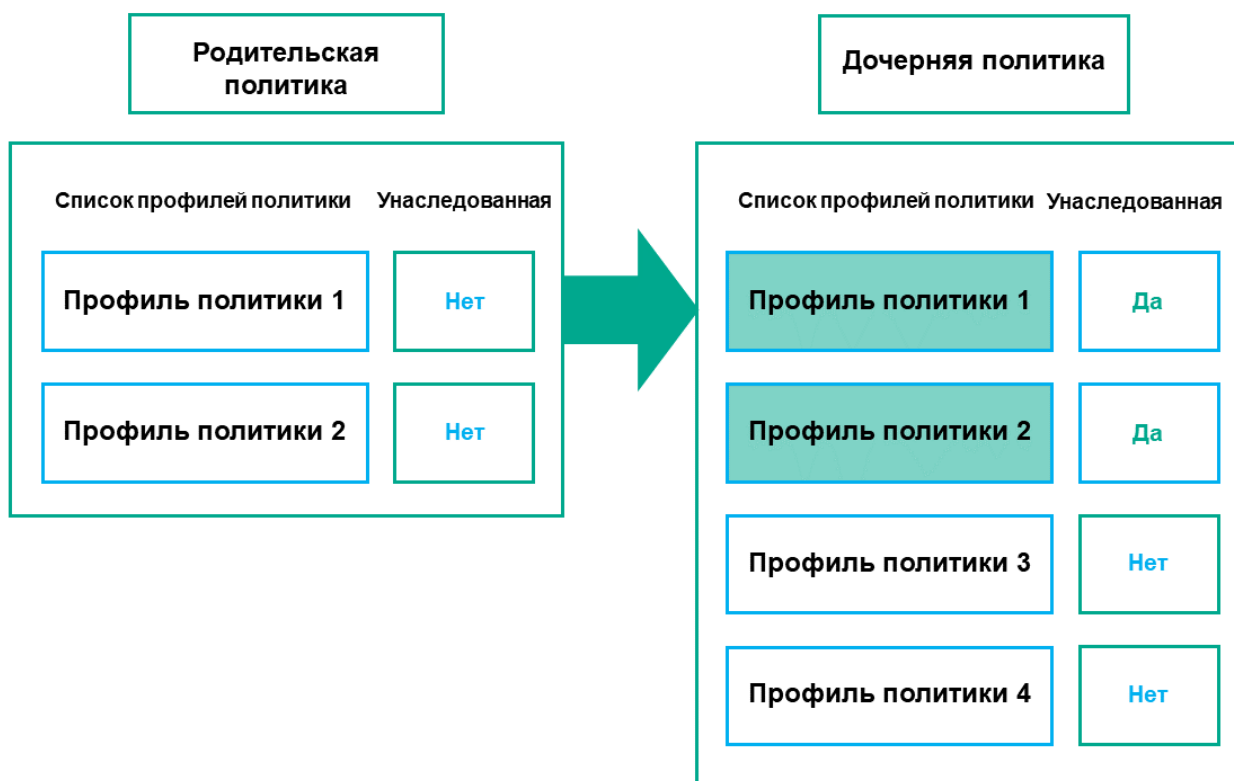 Родительская
политика
Дочерняя политика
Список профилей политики Унаследованная
Профиль политики 1 Нет
Профиль политики 2 Нет
Список профилей политики Унаследованная
Профиль политики 1 Да
Профиль политики 2 Да
Профиль политики 3 Нет
Профиль политики 4 Нет